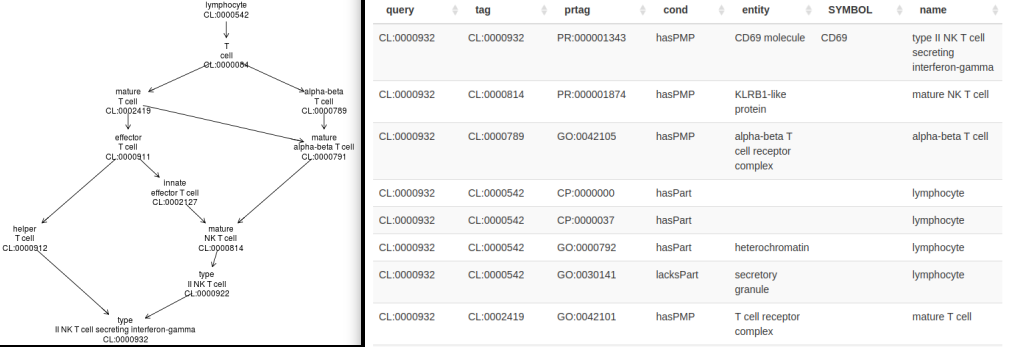 lymphocyte
CL:0000542
T
cell
CL:0000084
mature
T cell
CL:0002419
alpha-beta
T cell
CL:0000789
effector
T cell
CL:0000911
mature
alpha-beta T cell
CL:0000791
innate
effector T cell
CL:0002127
helper
T cell
CL:0000912
mature
NK T cell
CL:0000814
type
II NK T cell
CL:0000922
type
II NK T cell secreting interferon-gamma
CL:0000932
query tag prtag cond entity SYMBOL name
CL:0000932 CL:0000932 PR:000001343 hasPMP CD69 molecule CD69 type II NK T cell
secreting
interferon-gamma
CL:0000932 CL:0000814 PR:000001874 hasPMP KLRB1-like mature NK T cell
protein
CL:0000932 CL:0000789 GO:0042105 hasPMP alpha-beta T alpha-beta T cell
cell receptor
complex
CL:0000932 CL:0000542 CP:0000000 hasPart lymphocyte
CL:0000932 CL:0000542 CP:0000037 hasPart lymphocyte
CL:0000932 CL:0000542 GO:0000792 hasPart heterochromatin lymphocyte
CL:0000932 CL:0000542 GO:0030141 lacksPart secretory lymphocyte
granule
CL:0000932 CL:0002419 GO:0042101 hasPMP T cell receptor mature T cell
complex